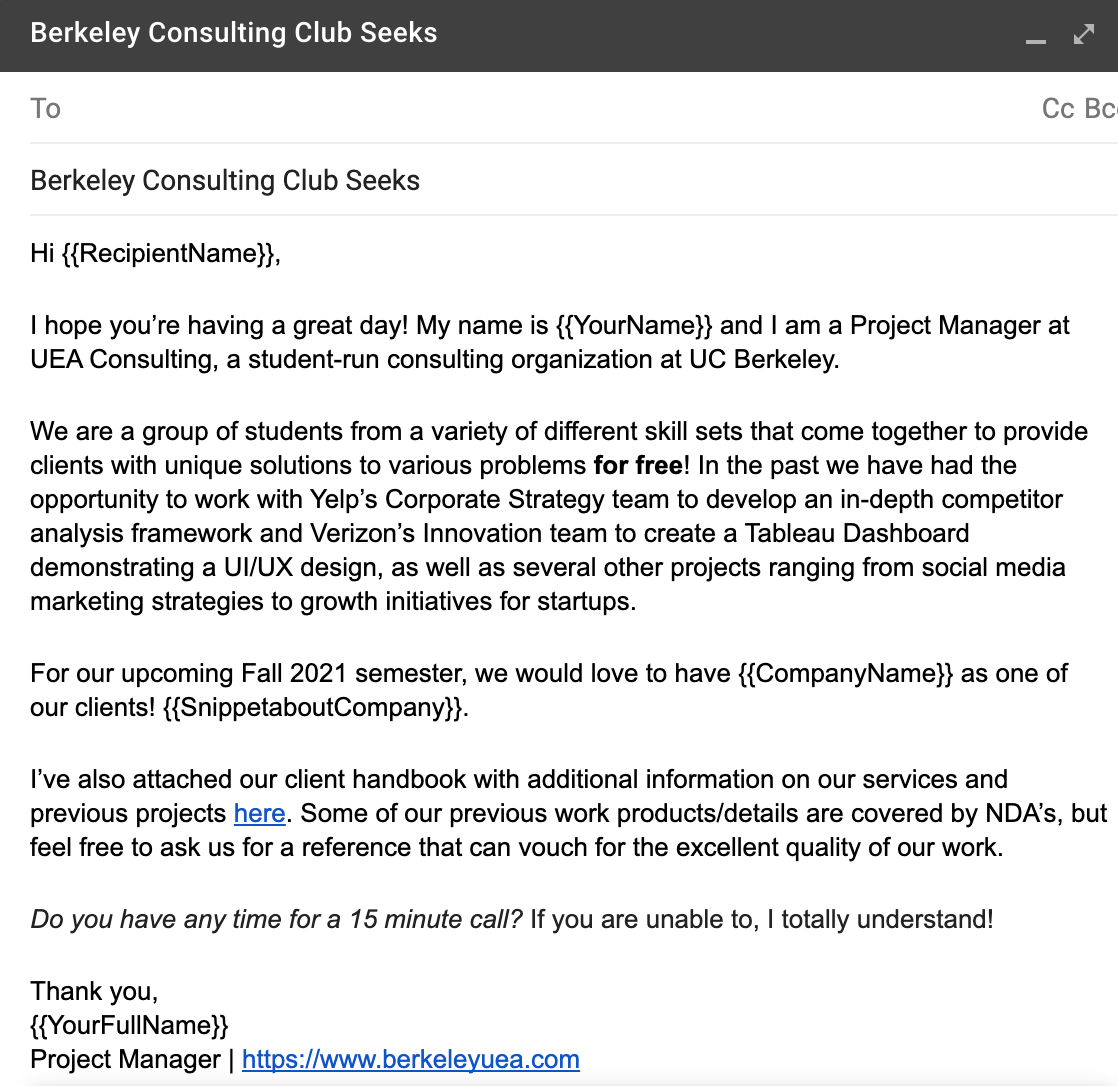 Berkeley Consulting Club Seeks
To Cc Bc
Berkeley Consulting Club Seeks
Hi {{RecipientName}},
I hope you’re having a great day! My name is {{YourName}} and I am a Project Manager at
UEA Consulting, a student-run consulting organization at UC Berkeley.
We are a group of students from a variety of different skill sets that come together to provide
clients with unique solutions to various problems for free! In the past we have had the
opportunity to work with Yelp’s Corporate Strategy team to develop an in-depth competitor
analysis framework and Verizon’s Innovation team to create a Tableau Dashboard
demonstrating a UI/UX design, as well as several other projects ranging from social media
marketing strategies to growth initiatives for startups.
For our upcoming Fall 2021 semester, we would love to have {{CompanyName}} as one of
our clients! {{SnippetaboutCompany}}.
I’ve also attached our client handbook with additional information on our services and
previous projects here. Some of our previous work products/details are covered by NDA’s, but
feel free to ask us for a reference that can vouch for the excellent quality of our work.
Do you have any time for a 15 minute call? If you are unable to, I totally understand!
Thank you,
{{YourFullName}}
Project Manager | https://www.berkeleyuea.com